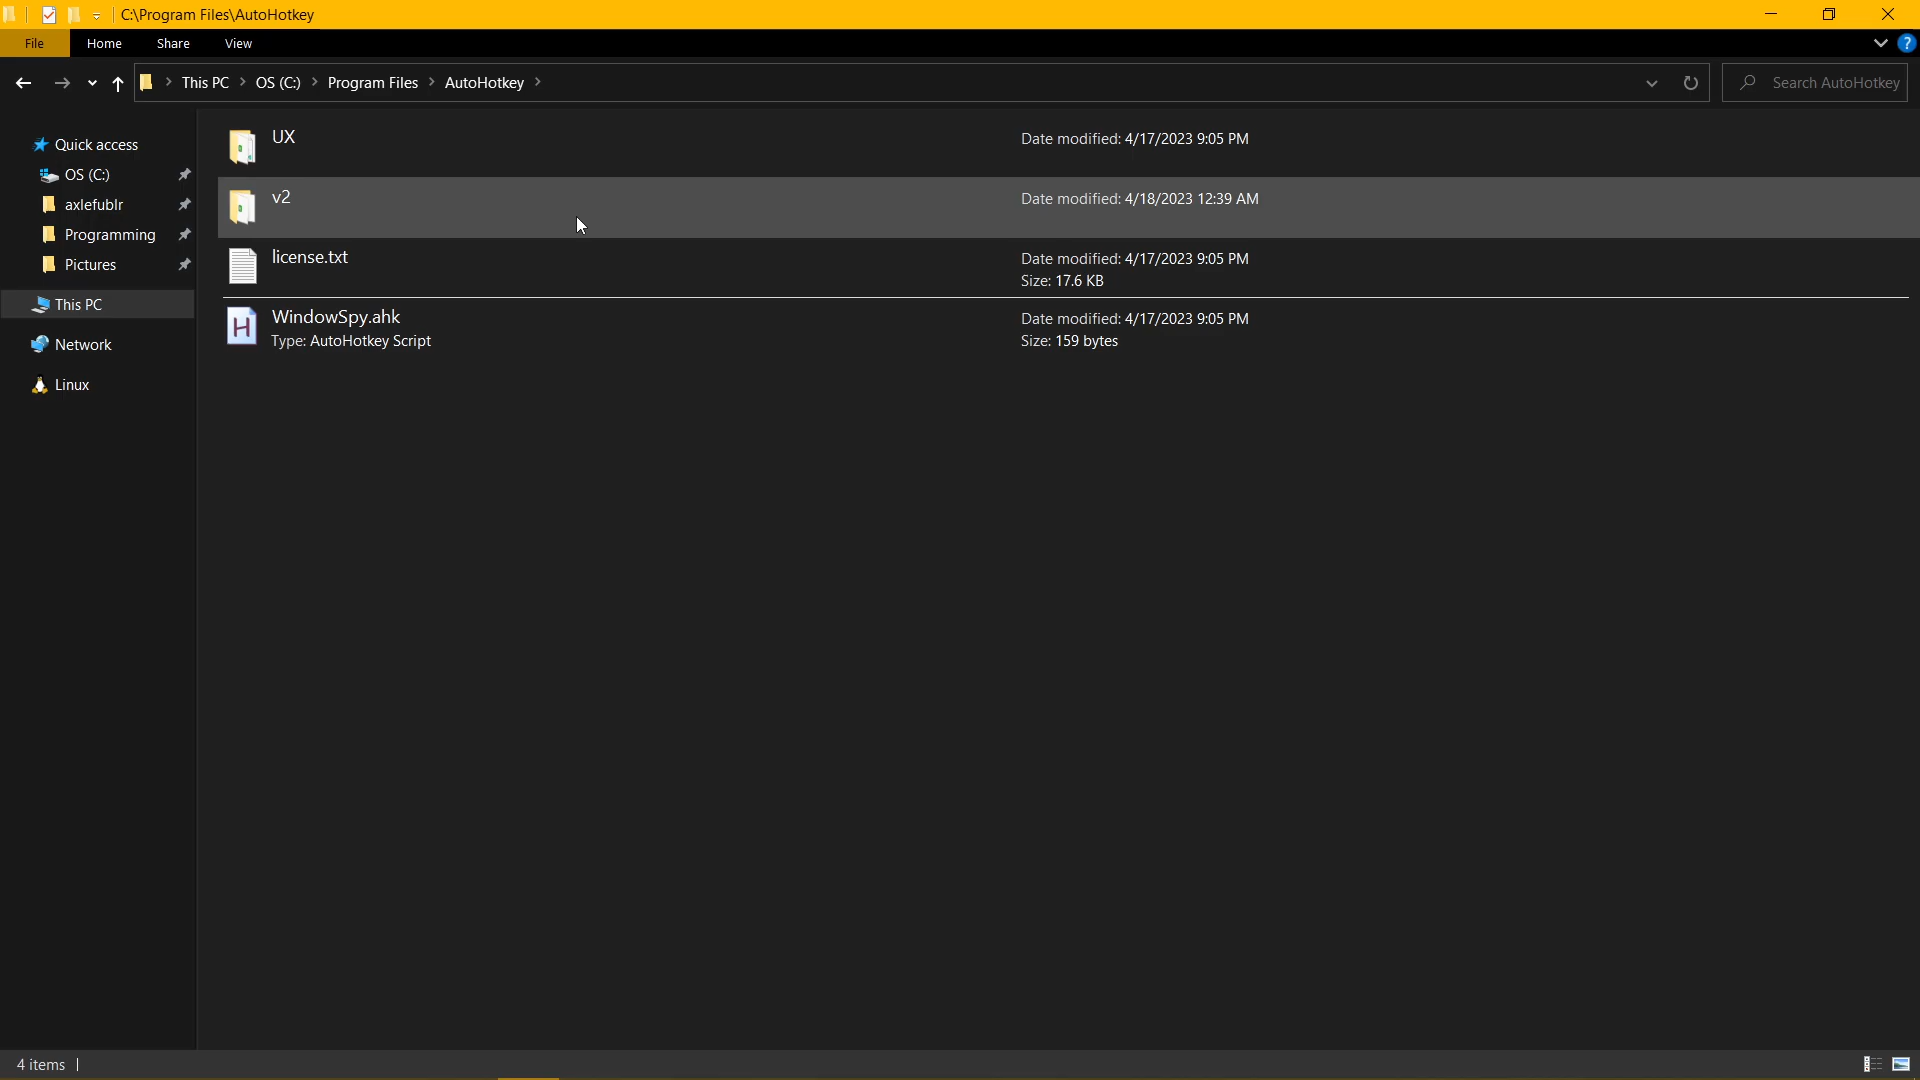 C:\Program Files\AutoHotkey
File Home Share View
?
This PC OS (C:) Program Files AutoHotkey
Search AutoHotkey
Quick access
OS (C:)
axlefublr
Programming
Pictures
This PC
Network
Linux
UX
Date modified: 4/17/2023 9:05 PM
v2
Date modified: 4/18/2023 12:39 AM
license.txt
Date modified: 4/17/2023 9:05 PM
Size: 17.6 KB
H
WindowSpy.ahk
Type: AutoHotkey Script
Date modified: 4/17/2023 9:05 PM
Size: 159 bytes
4 items